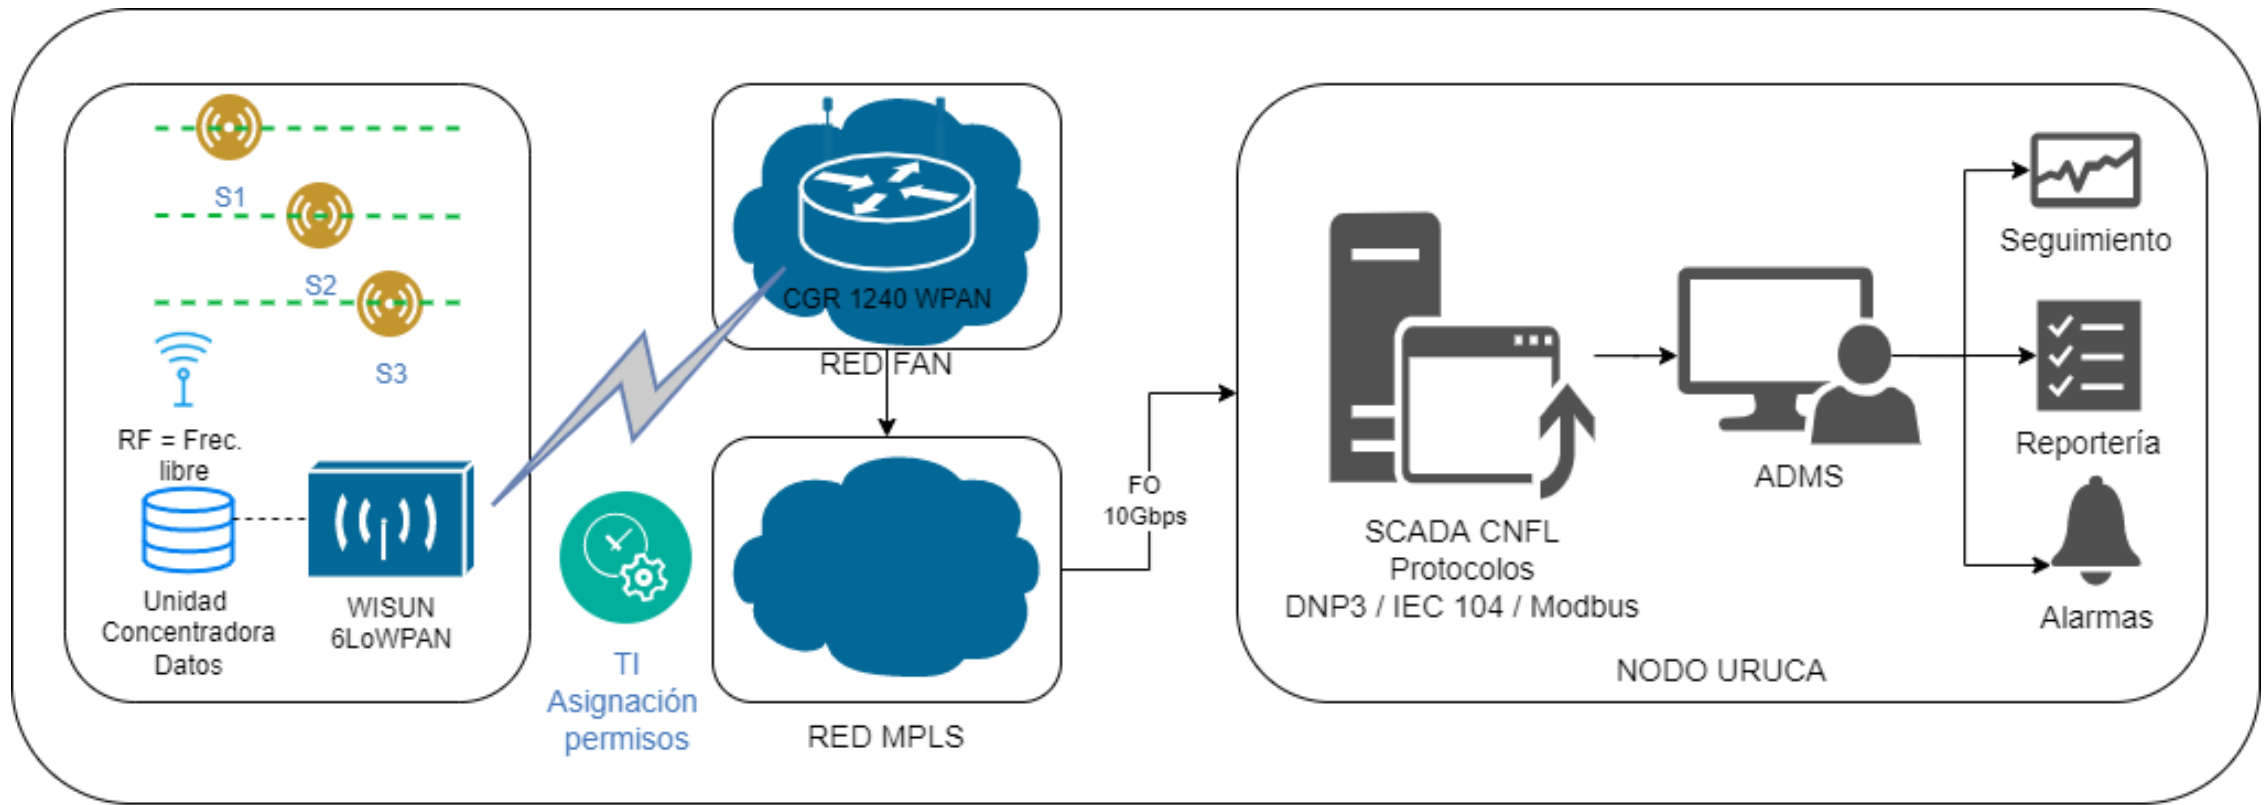 S1
S2
S3
RF = Frec.
libre
Unidad
Concentradora
Datos
WISUN
6LoWPAN
TI
Asignación
permisos
CGR 1240 WPAN
RED FAN
RED MPLS
FO
10Gbps
SCADA CNFL
Protocolos
DNP3 / IEC 104 / Modbus
ADMS
Seguimiento
Reportería
Alarmas
NODO URUCA